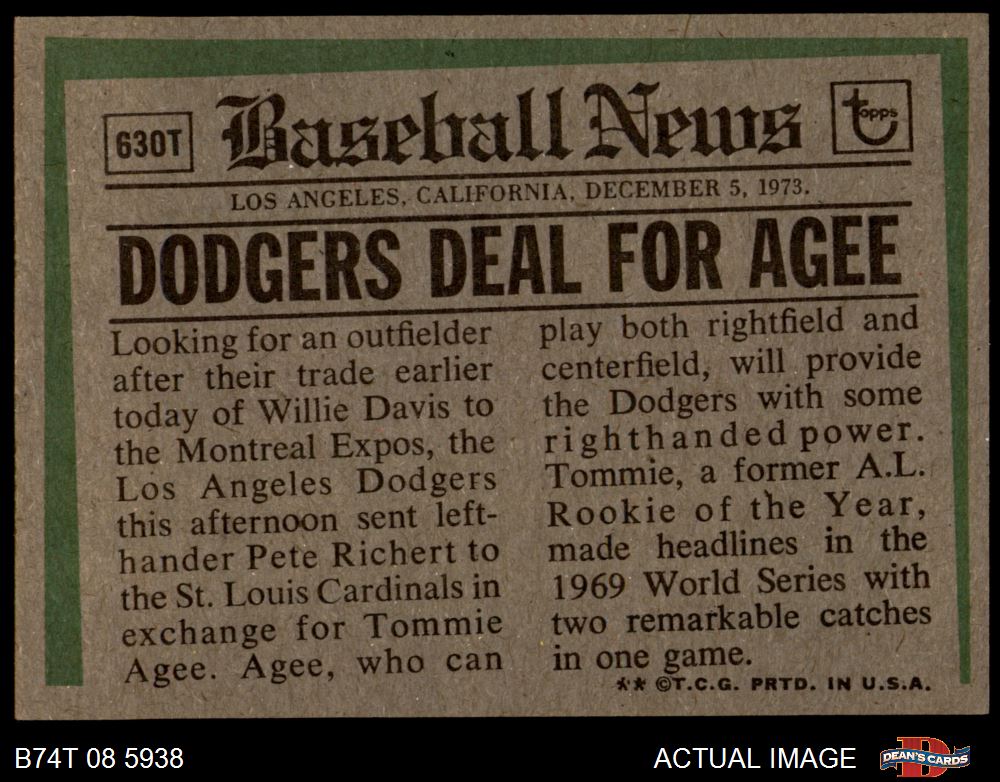 630T
Baseball News
topps
LOS ANGELES, CALIFORNIA, DECEMBER 5, 1973.
DODGERS DEAL FOR AGEE
Looking for an outfielder
after their trade earlier
today of Willie Davis to
the Montreal Expos, the
Los Angeles Dodgers
this afternoon sent left-
hander Pete Richert to
the St. Louis Cardinals in
exchange for Tommie
Agee. Agee, who can
play both rightfield and
centerfield, will provide
the Dodgers with some
righthanded power.
Tommie, a former A.L.
Rookie of the Year,
made headlines in the
1969 World Series with
two remarkable catches
in one game.
** ©T.C.G. PRTD. IN U.S.A.
B74T 08 5938
ACTUAL IMAGE
DEAN'S CARDS